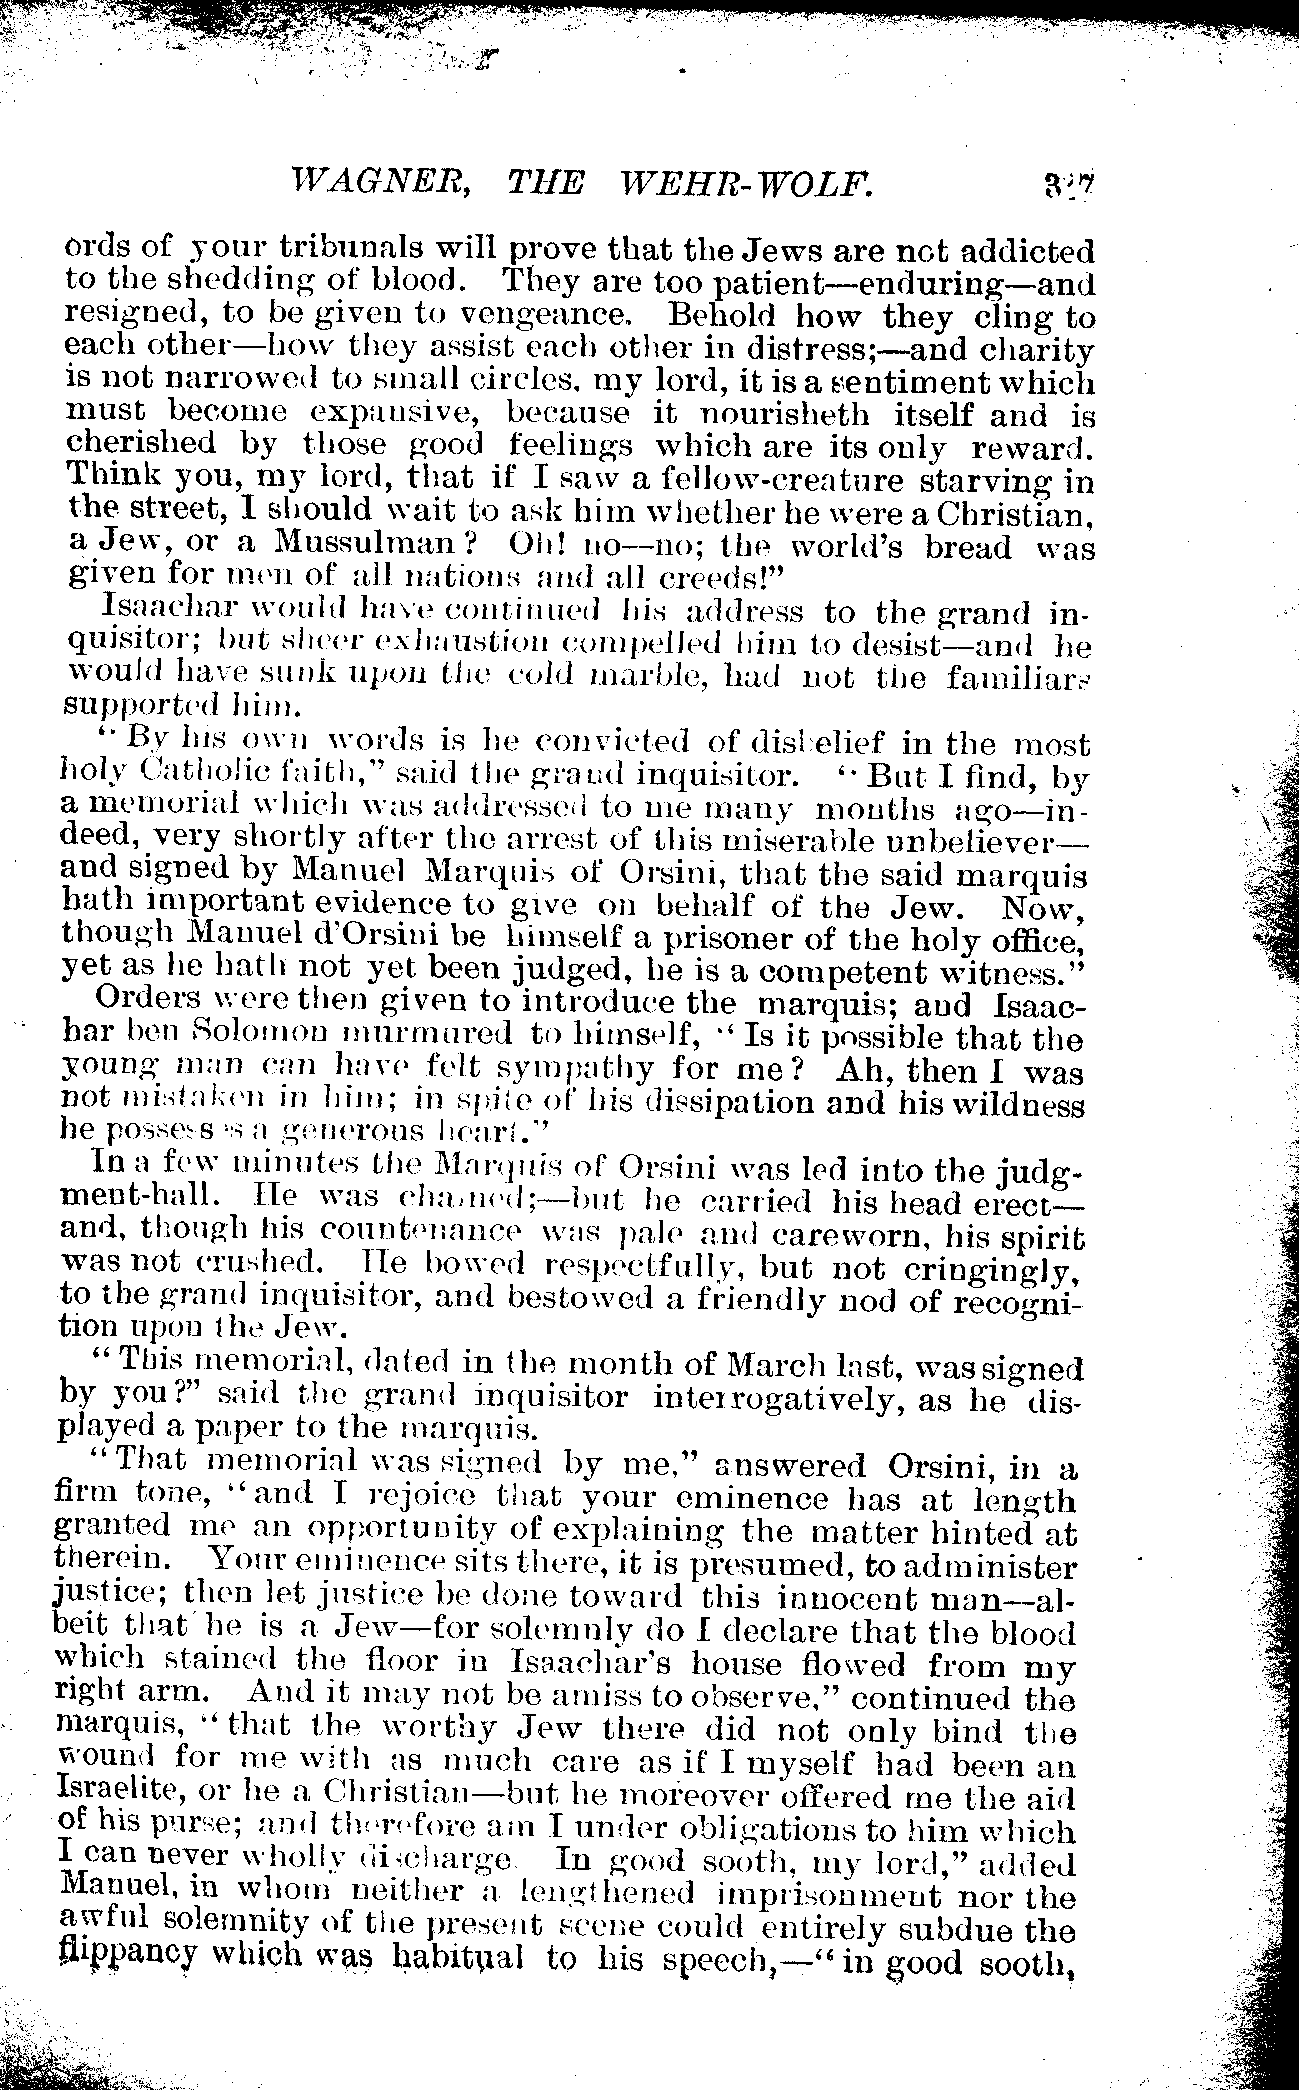 WAGNER, THE WEHR-WOLF.
ords of your tribunals will prove that the Jews are not addicted
to the shedding of blood. They are too patient—enduring—and
resigned, to be given to vengeance. Behold how they cling to
each other—how they assist each other in distress;—and charity
is not narrowed to small circles, my lord, it is a sentiment which
must become expansive, because it nourisheth itself and is
cherished by those good feelings which are its only reward.
Think you, my lord, that if I saw a fellow-creature starving in
the street, I should wait to ask him whether he were a Christian,
a Jew, or a Mussulman? Oh! no—no; the world's bread was
given for men of all nations and all creeds!"
Isaachar would have continued his address to the grand in-
quisitor; but sheer exhaustion compelled him to desist—and he
would have sunk upon the cold marble, had not the familiars
supported him.
"By his own words is he convicted of disbelief in the most
holy Catholic faith," said the grand inquisitor. "But I find, by
a memorial which was addressed to me many months ago—in-
deed, very shortly after the arrest of this miserable unbeliever—
and signed by Manuel Marquis of Orsini, that the said marquis
hath important evidence to give on behalf of the Jew. Now,
though Manuel d'Orsini be himself a prisoner of the holy office,
yet as he hath not yet been judged, he is a competent witness."
Orders were then given to introduce the marquis; and Isaac-
har ben Solomon murmured to himself, "Is it possible that the
young man can have felt sympathy for me? Ah, then I was
not mistaken in him; in spite of his dissipation and his wildness
he possesses a generous heart."
In a few minutes the Marquis of Orsini was led into the judg-
ment-hall. He was chained;—but he carried his head erect—
and, though his countenance was pale and careworn, his spirit
was not crushed. He bowed respectfully, but not cringingly,
to the grand inquisitor, and bestowed a friendly nod of recogni-
tion upon the Jew.
"This memorial, dated in the month of March last, was signed
by you?" said the grand inquisitor interrogatively, as he dis-
played a paper to the marquis.
"That memorial was signed by me," answered Orsini, in a
firm tone, "and I rejoice that your eminence has at length
granted me an opportunity of explaining the matter hinted at
therein. Your eminence sits there, it is presumed, to administer
justice; then let justice be done toward this innocent man—al-
beit that he is a Jew—for solemnly do I declare that the blood
which stained the floor in Isaachar's house flowed from my
right arm. And it may not be amiss to observe," continued the
marquis, "that the worthy Jew there did not only bind the
wound for me with as much care as if I myself had been an
Israelite, or he a Christian—but he moreover offered me the aid
of his purse; and therefore am I under obligations to him which
I can never wholly discharge. In good sooth, my lord," added
Manuel, in whom neither a lengthened imprisonment nor the
awful solemnity of the present scene could entirely subdue the
flippancy which was habitual to his speech,—"in good sooth,